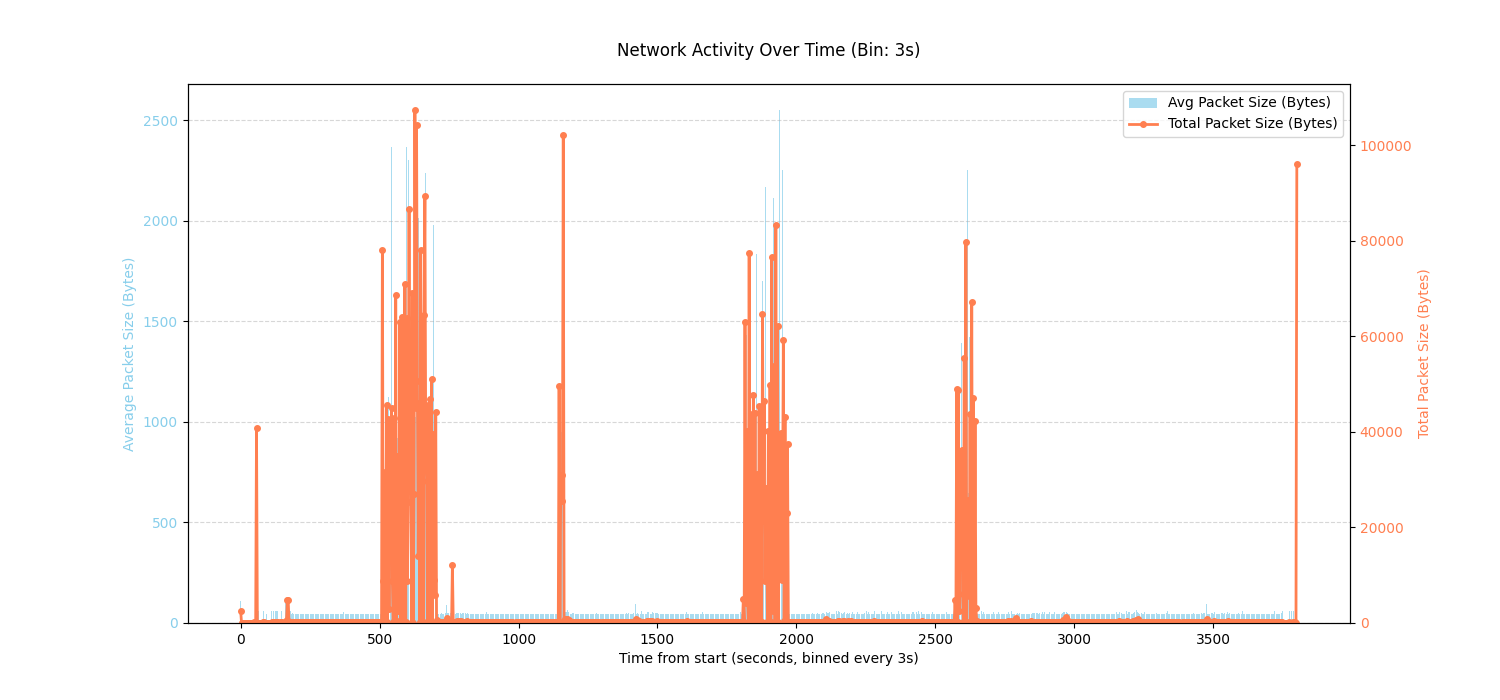 Network Activity Over Time (Bin: 3s)
Avg Packet Size (Bytes)
Total Packet Size (Bytes)
Average Packet Size (Bytes)
2500
2000
1500
1000
500
0
100000
80000
60000
40000
20000
0
Total Packet Size (Bytes)
0 500 1000 1500 2000 2500 3000 3500
Time from start (seconds, binned every 3s)